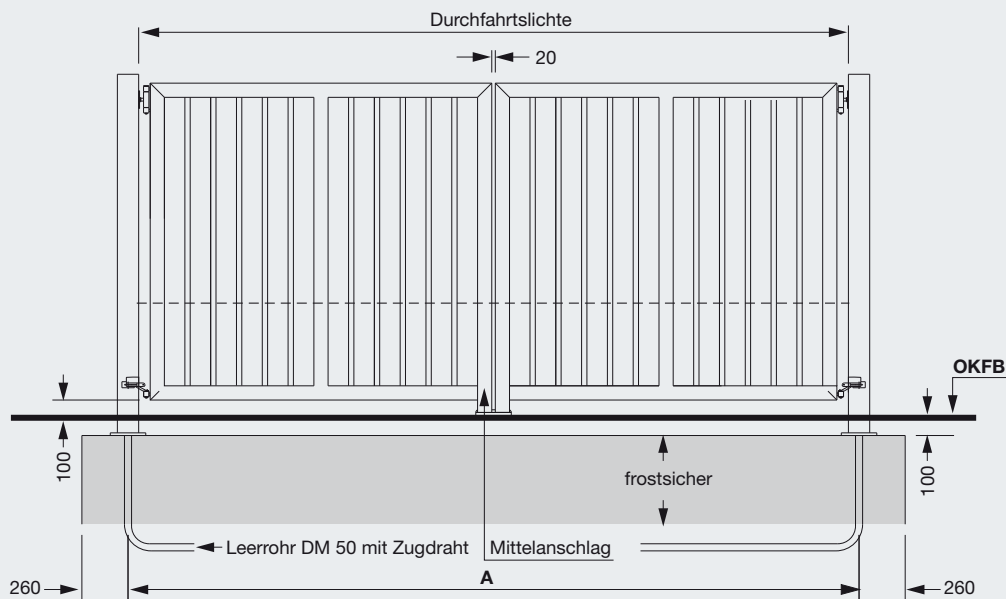 Durchfahrtslichte
20
OKFB
100
frostsicher
100
Leerrohr DM 50 mit Zugdraht
Mittelanschlag
A
260
260